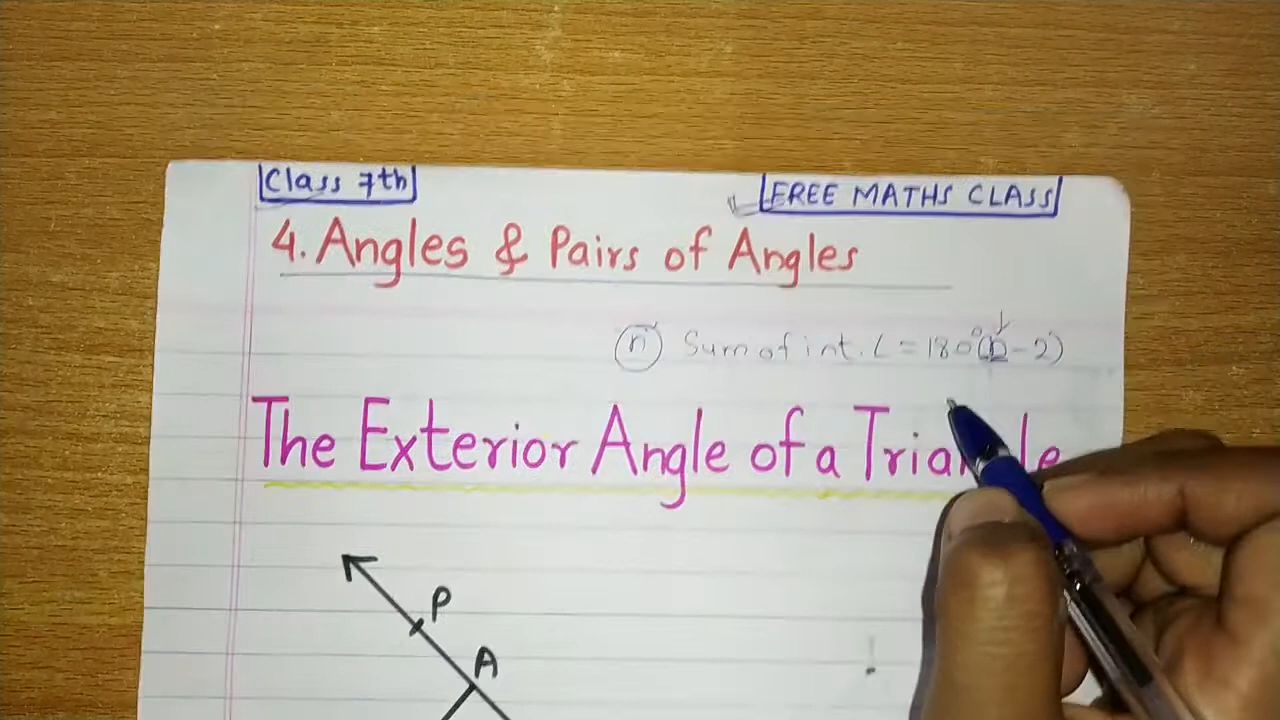 Class 7th
FREE MATHS CLASS
4. Angles & Pairs of Angles
n Sum of int. ∠ = 180°(n-2)
The Exterior Angle of a
P
A